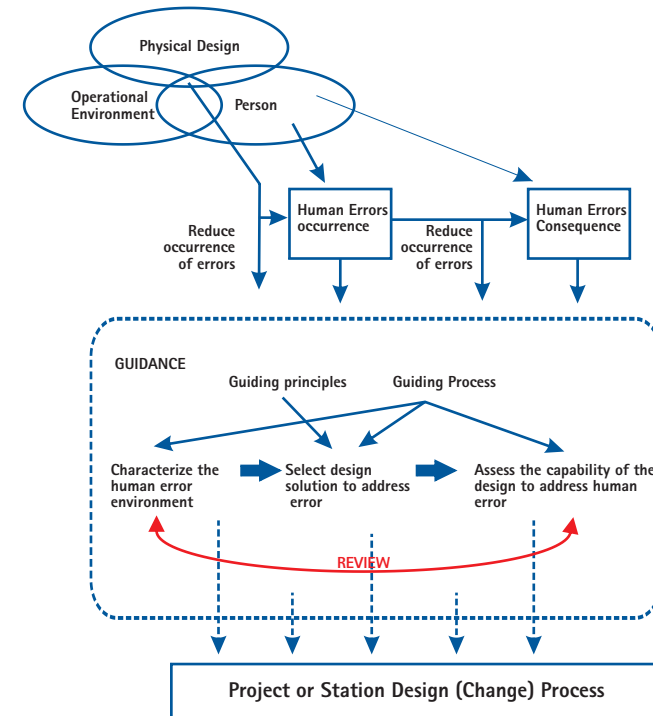 Physical Design
Operational
Environment
Person
Human Errors
occurrence
Human Errors
Consequence
Reduce
occurrence
of errors
Reduce
occurrence
of errors
GUIDANCE
Guiding principles
Guiding Process
Characterize the
human error
environment
Select design
solution to address
error
Assess the capability of the
design to address human
error
REVIEW
Project or Station Design (Change) Process